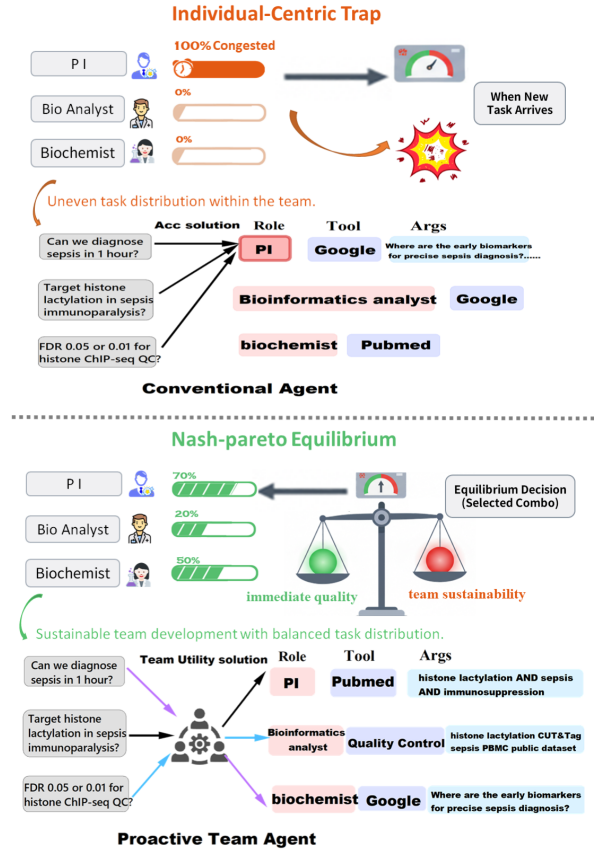 Individual-Centric Trap
100% Congested
P I
0%
Bio Analyst
When New
Task Arrives
0%
Biochemist
Uneven task distribution within the team.
Acc solution
Role
Tool
Args
Can we diagnose
sepsis in 1 hour?
PI
Google
Where are the early biomarkers
for precise sepsis diagnosis?......
Target histone
lactylation in sepsis
immunoparalysis?
Bioinformatics analyst
Google
FDR 0.05 or 0.01 for
histone ChIP-seq QC?
biochemist
Pubmed
Conventional Agent
Nash-pareto Equilibrium
70%
P I
Equilibrium Decision
(Selected Combo)
20%
Bio Analyst
50%
Biochemist
immediate quality
team sustainability
Sustainable team development with balanced task distribution.
Team Utility solution
Role
Tool
Args
Can we diagnose
sepsis in 1 hour?
PI
Pubmed
histone lactylation AND sepsis
AND immunosuppression
Target histone
lactylation in sepsis
immunoparalysis?
Bioinformatics
analyst
Quality Control
histone lactylation CUT&Tag
sepsis PBMC public dataset
FDR 0.05 or 0.01 for
histone ChIP-seq QC?
biochemist
Google
Where are the early biomarkers
for precise sepsis diagnosis?
Proactive Team Agent